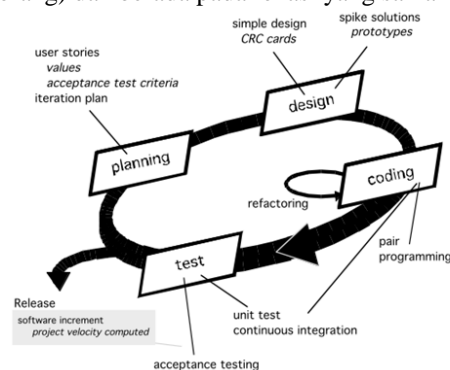 simple design
CRC cards
spike solutions
prototypes
user stories
values
acceptance test criteria
iteration plan
design
planning
coding
refactoring
test
pair
programming
Release
software increment
project velocity computed
unit test
continuous integration
acceptance testing